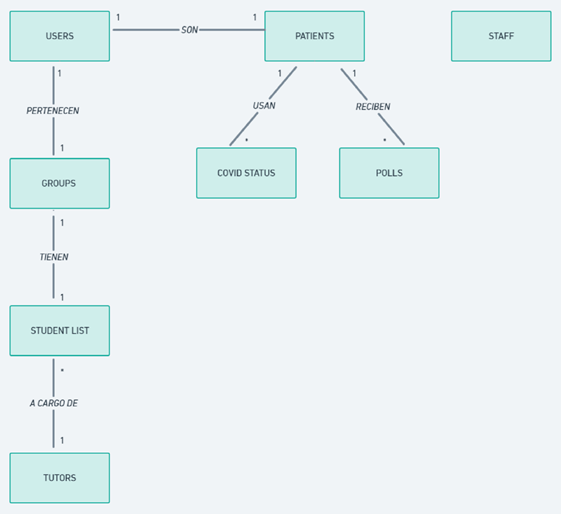 USERS
1
SON
1
PATIENTS
STAFF
1
PERTENECEN
1
1
USAN
*
1
RECIBEN
*
COVID STATUS
POLLS
GROUPS
1
TIENEN
1
STUDENT LIST
*
A CARGO DE
1
TUTORS